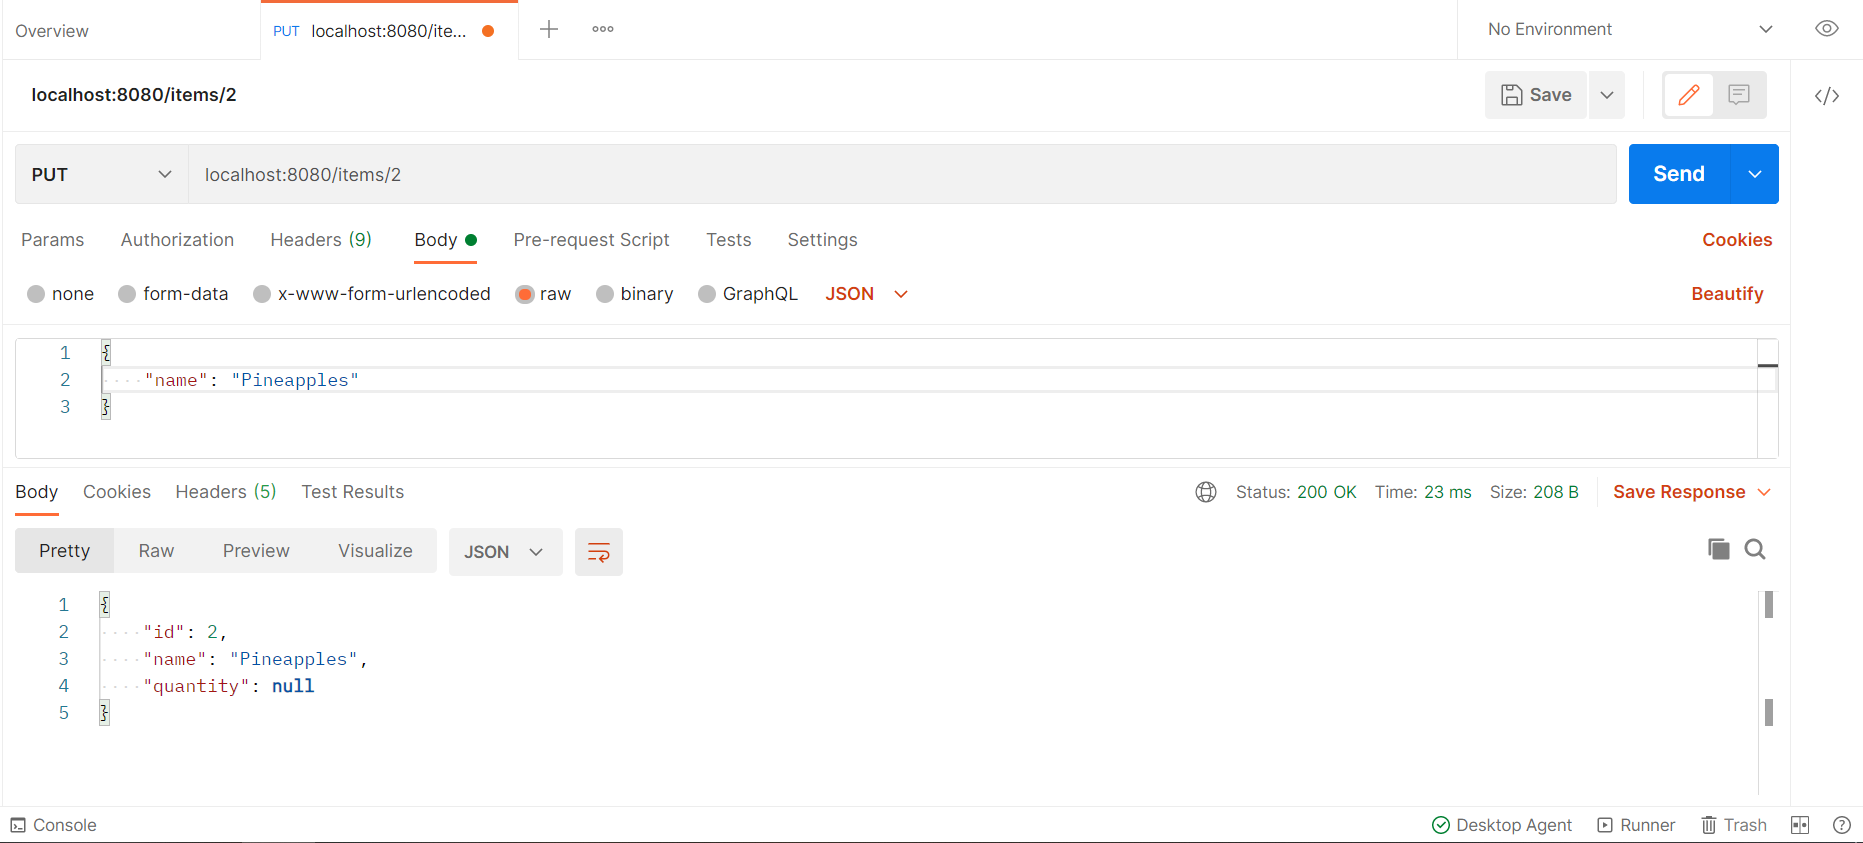 Overview PUT localhost:8080/ite... No Environment
localhost:8080/items/2 Save
PUT localhost:8080/items/2 Send
Params Authorization Headers (9) Body Pre-request Script Tests Settings Cookies
none form-data x-www-form-urlencoded raw binary GraphQL JSON Beautify
1 {
2 "name": "Pineapples"
3 }
Body Cookies Headers (5) Test Results Status: 200 OK Time: 23 ms Size: 208 B Save Response
Pretty Raw Preview Visualize JSON
1 {
2 "id": 2,
3 "name": "Pineapples",
4 "quantity": null
5 }
Console Desktop Agent Runner Trash